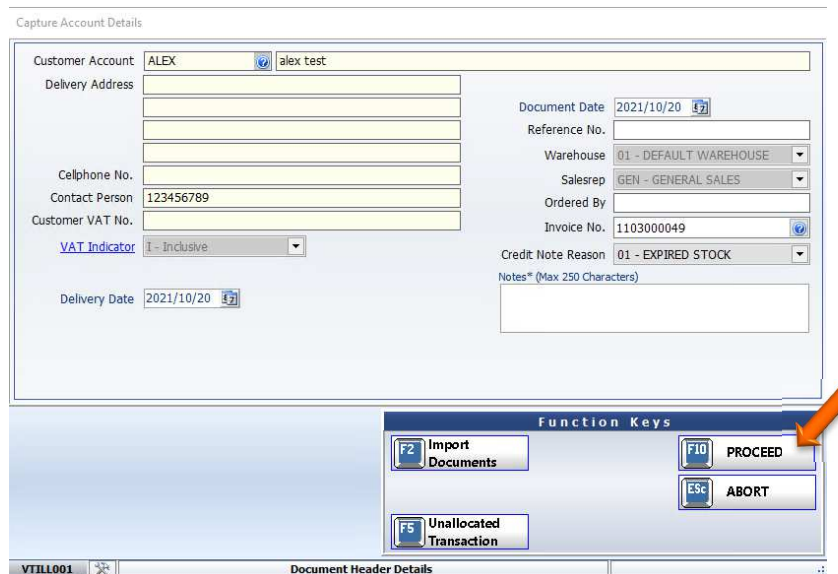 Capture Account Details
Customer Account ALEX alex test
Delivery Address
Cellphone No.
Contact Person 123456789
Customer VAT No.
VAT Indicator I - Inclusive
Delivery Date 2021/10/20
Document Date 2021/10/20
Reference No.
Warehouse 01 - DEFAULT WAREHOUSE
Salesrep GEN - GENERAL SALES
Ordered By
Invoice No. 1103000049
Credit Note Reason 01 - EXPIRED STOCK
Notes* (Max 250 Characters)
Function Keys
F2 Import Documents
F10 PROCEED
ESc ABORT
F5 Unallocated Transaction
VTILL001 Document Header Details